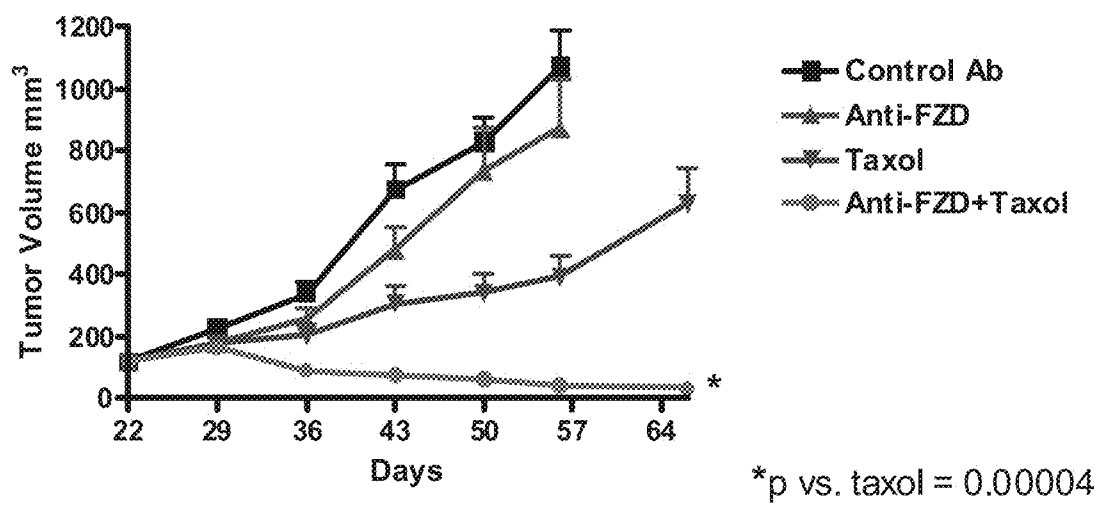 1200
1000
800
600
400
200
0
Tumor Volume mm³
22 29 36 43 50 57 64
Days
*
Control Ab
Anti-FZD
Taxol
Anti-FZD+Taxol
*p vs. taxol = 0.00004